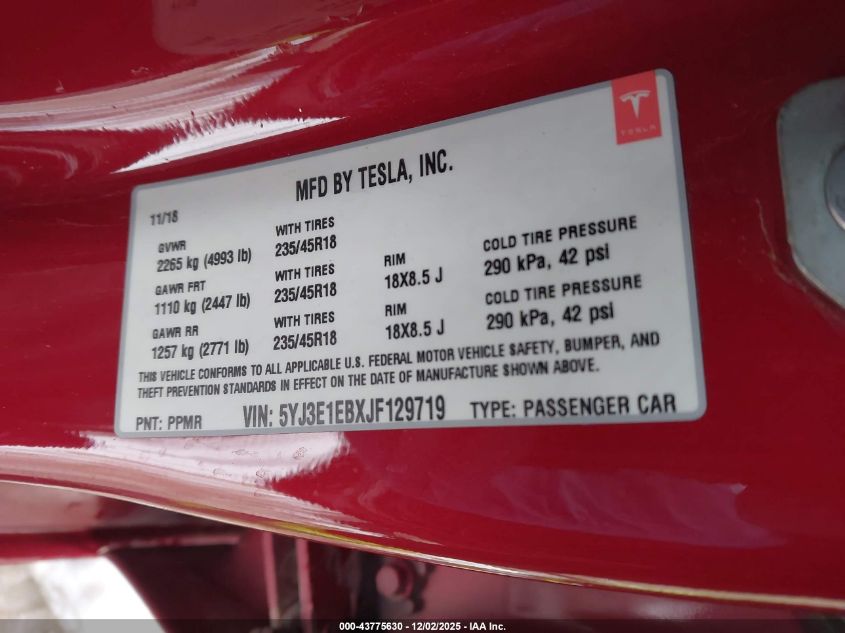 TESLA
MFD BY TESLA, INC.
11/18
GVWR
2265 kg (4993 lb)
WITH TIRES
235/45R18
GAWR FRT
1110 kg (2447 lb)
WITH TIRES
235/45R18
RIM
18X8.5 J
COLD TIRE PRESSURE
290 kPa, 42 psi
GAWR RR
1257 kg (2771 lb)
WITH TIRES
235/45R18
RIM
18X8.5 J
COLD TIRE PRESSURE
290 kPa, 42 psi
THIS VEHICLE CONFORMS TO ALL APPLICABLE U.S. FEDERAL MOTOR VEHICLE SAFETY, BUMPER, AND
THEFT PREVENTION STANDARDS IN EFFECT ON THE DATE OF MANUFACTURE SHOWN ABOVE.
PNT: PPMR VIN: 5YJ3E1EBXJF129719 TYPE: PASSENGER CAR
000-43775630 - 12/02/2025 - IAA Inc.